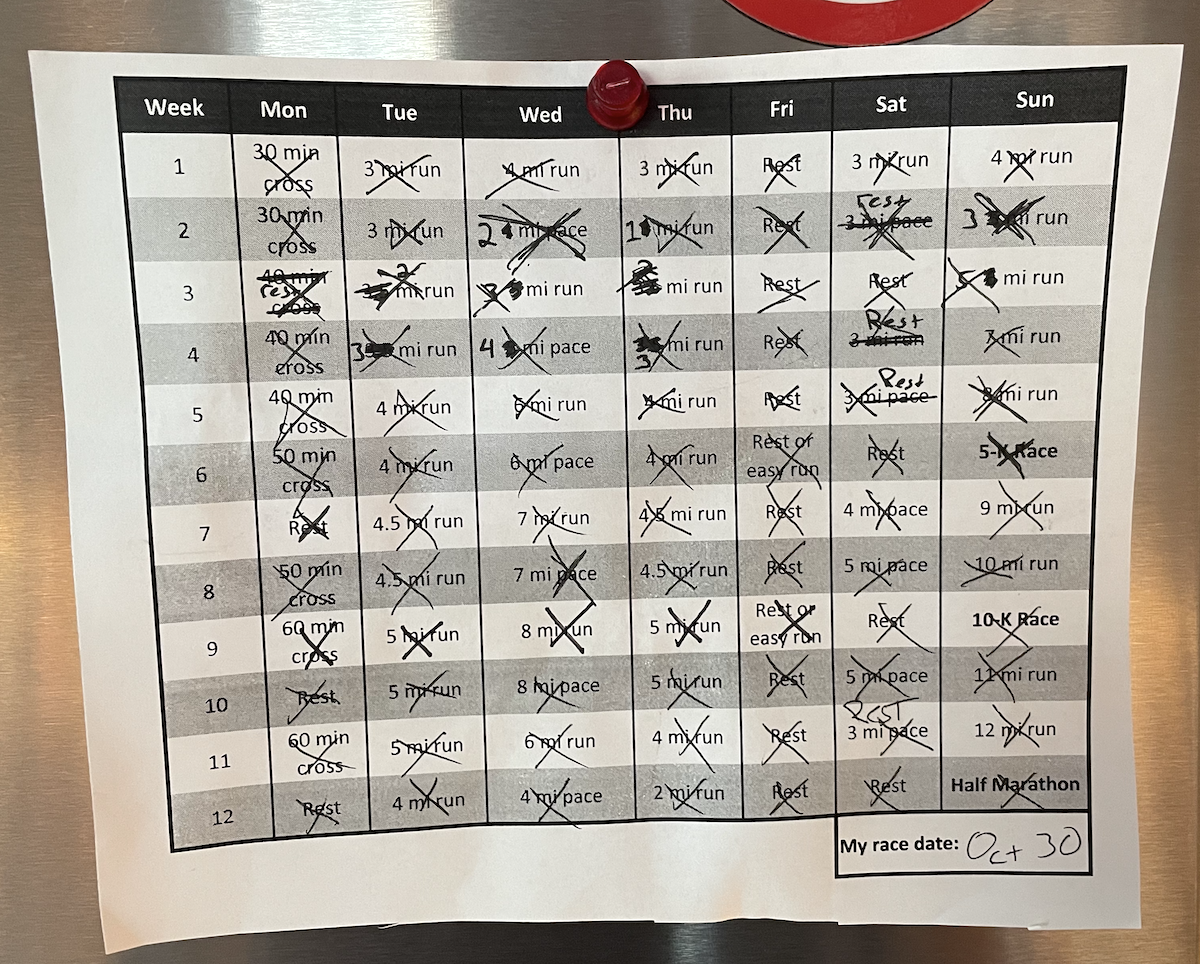 Week Mon Tue Wed Thu Fri Sat Sun
1 30 min cross 3 mi run 4 mi run 3 mi run Rest 3 mi run 4 mi run
rest
2 30 min cross 3 mi run 2 mi pace 1 mi run Rest 3 mi pace 3 mi run
3 40 min rest cross 2 mi run 3 mi run mi run Rest Rest 5 mi run
Rest
4 40 min cross 3 mi run 4 mi pace 3 mi run Rest 3 mi run 7 mi run
Rest
5 40 min cross 4 mi run 6 mi run 4 mi run Rest 3 mi pace 8 mi run
6 50 min cross 4 mi run 6 mi pace 4 mi run Rest or easy run Rest 5-K Race
7 Rest 4.5 mi run 7 mi run 4.5 mi run Rest 4 mi pace 9 mi run
8 50 min cross 4.5 mi run 7 mi pace 4.5 mi run Rest 5 mi pace 10 mi run
9 60 min cross 5 mi run 8 mi run 5 mi run Rest or easy run Rest 10-K Race
10 Rest 5 mi run 8 mi pace 5 mi run Rest 5 mi pace 11 mi run
REST
11 60 min cross 5 mi run 6 mi run 4 mi run Rest 3 mi pace 12 mi run
12 Rest 4 mi run 4 mi pace 2 mi run Rest Rest Half Marathon
My race date: Oct 30